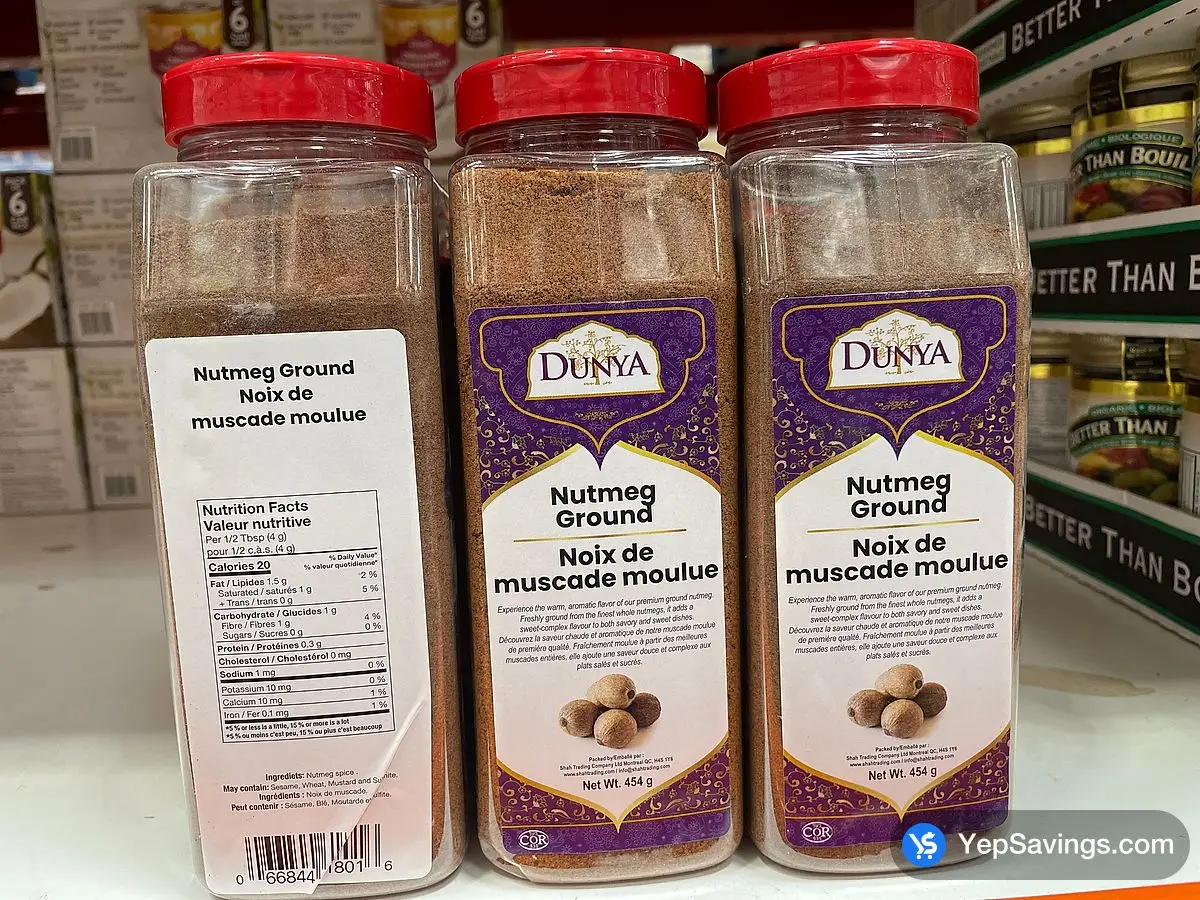 6
6
6
Nutmeg Ground
Noix de
muscade moulue
Nutrition Facts
Valeur nutritive
Per 1/2 Tbsp (4 g)
pour 1/2 c.à.s. (4 g)
Calories 20
% Daily Value*
% valeur quotidienne*
Fat / Lipides 1.5 g 2 %
Saturated / saturés 1 g 5 %
+ Trans / trans 0 g
Carbohydrate / Glucides 1 g
Fibre / Fibres 1 g 4 %
Sugars / Sucres 0 g 0 %
Protein / Protéines 0.3 g
Cholesterol / Cholestérol 0 mg
Sodium 1 mg 0 %
Potassium 10 mg 0 %
Calcium 10 mg 1 %
Iron / Fer 0.1 mg 1 %
*5 % or less is a little, 15 % or more is a lot
*5 % ou moins c'est peu, 15 % ou plus c'est beaucoup
Ingrediets: Nutmeg spice.
May contain: Sesame, Wheat, Mustard and
Ingrédients : Noix de muscade.
Peut contenir : Sésame, Blé, Moutarde
0 66844 1801 6
DUNYA
Nutmeg
Ground
Noix de
muscade moulue
Experience the warm, aromatic flavor of our premium ground nutmeg.
Freshly ground from the finest whole nutmegs, it adds a
sweet-complex flavour to both savory and sweet dishes.
Découvrez la saveur chaude et aromatique de notre muscade moulue
de première qualité. Fraîchement moulue à partir des meilleures
muscades entières, elle ajoute une saveur douce et complexe aux
plats salés et sucrés.
Packed by/Emballé par :
Shah Trading Company Ltd Montreal QC, H4S 1Y6
www.shahtrading.com / info@shahtrading.com
Net Wt. 454 g
COR
DUNYA
Nutmeg
Ground
Noix de
muscade moulue
Experience the warm, aromatic flavor of our premium ground nutmeg.
Freshly ground from the finest whole nutmegs, it adds a
sweet-complex flavour to both savory and sweet dishes.
Découvrez la saveur chaude et aromatique de notre muscade moulue
de première qualité. Fraîchement moulue à partir des meilleures
muscades entières, elle ajoute une saveur douce et complexe aux
plats salés et sucrés.
Packed by/Emballé par :
Shah Trading Company Ltd Montreal QC, H4S 1Y6
www.shahtrading.com / info@shahtrading.com
Net Wt. 454 g
COR
BETTER
BIOLOGIQUE
THAN BOUIL
ETTER THAN B
ETTER THAN
BETTER THAN BO
YepSavings.com